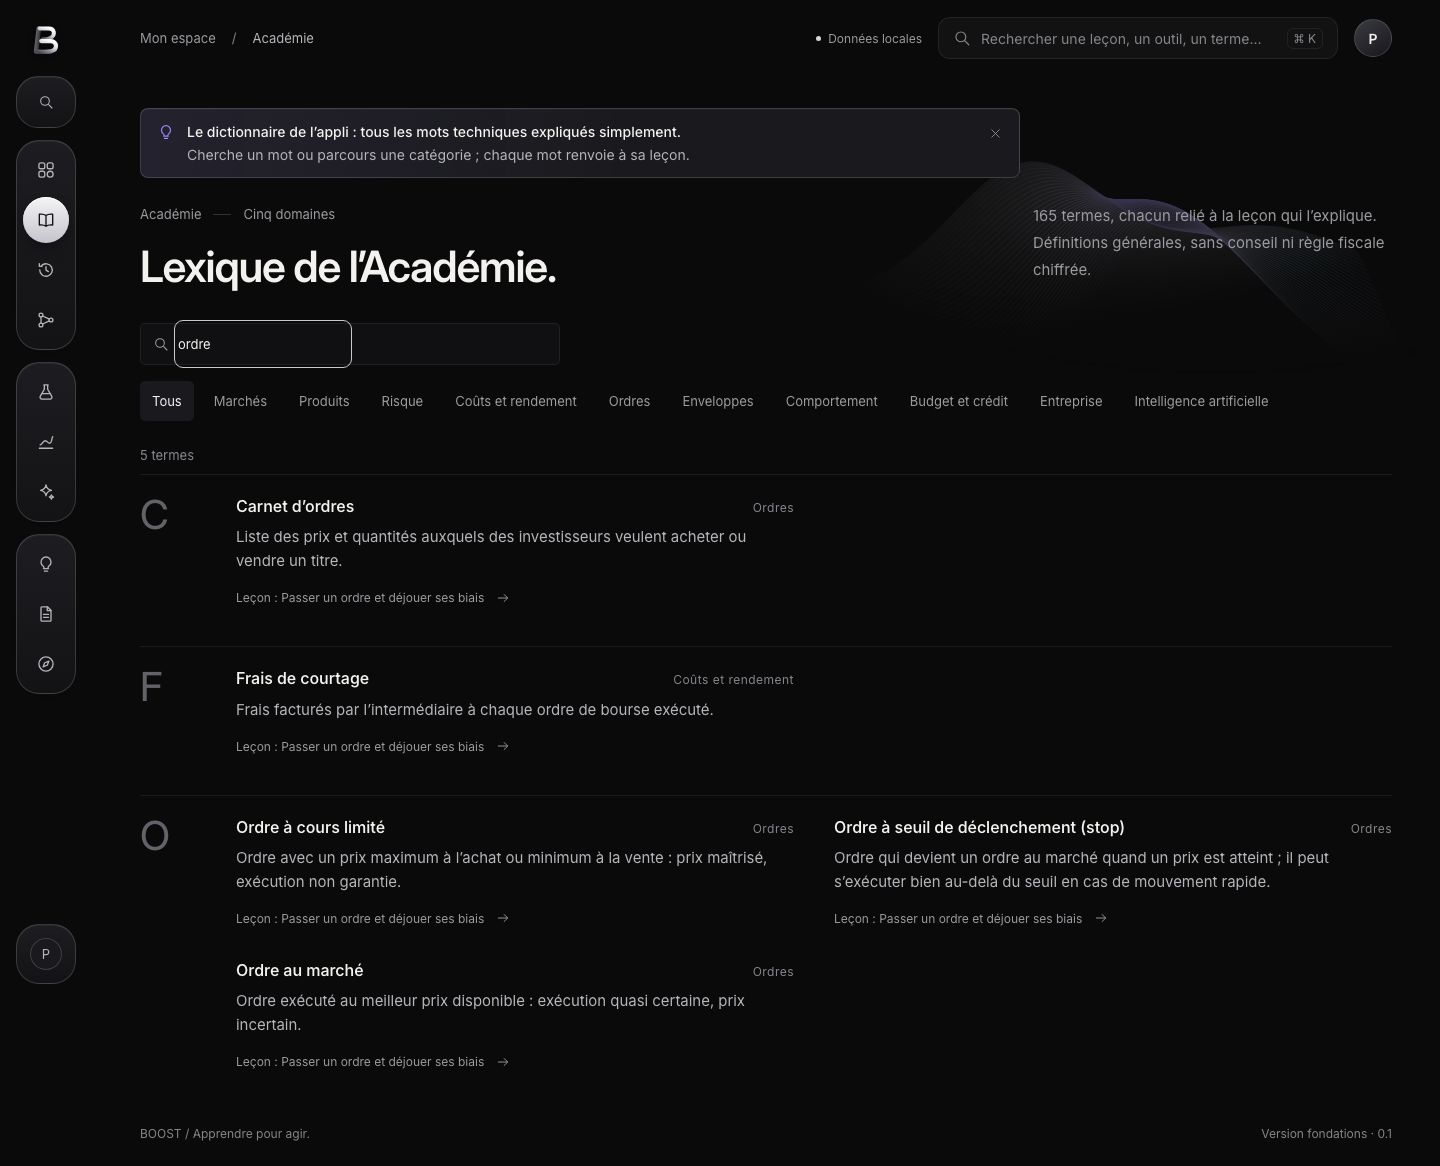 B
Mon espace / Académie
Données locales
Rechercher une leçon, un outil, un terme...
⌘ K
P
Le dictionnaire de l’appli : tous les mots techniques expliqués simplement.
Cherche un mot ou parcours une catégorie ; chaque mot renvoie à sa leçon.
Académie — Cinq domaines
Lexique de l’Académie.
165 termes, chacun relié à la leçon qui l’explique.
Définitions générales, sans conseil ni règle fiscale
chiffrée.
ordre
Tous Marchés Produits Risque Coûts et rendement Ordres Enveloppes Comportement Budget et crédit Entreprise Intelligence artificielle
5 termes
C
Carnet d’ordres
Ordres
Liste des prix et quantités auxquels des investisseurs veulent acheter ou
vendre un titre.
Leçon : Passer un ordre et déjouer ses biais →
F
Frais de courtage
Coûts et rendement
Frais facturés par l’intermédiaire à chaque ordre de bourse exécuté.
Leçon : Passer un ordre et déjouer ses biais →
O
Ordre à cours limité
Ordres
Ordre avec un prix maximum à l’achat ou minimum à la vente : prix maîtrisé,
exécution non garantie.
Leçon : Passer un ordre et déjouer ses biais →
Ordre à seuil de déclenchement (stop)
Ordres
Ordre qui devient un ordre au marché quand un prix est atteint ; il peut
s’exécuter bien au-delà du seuil en cas de mouvement rapide.
Leçon : Passer un ordre et déjouer ses biais →
Ordre au marché
Ordres
Ordre exécuté au meilleur prix disponible : exécution quasi certaine, prix
incertain.
Leçon : Passer un ordre et déjouer ses biais →
P
BOOST / Apprendre pour agir.
Version fondations · 0.1